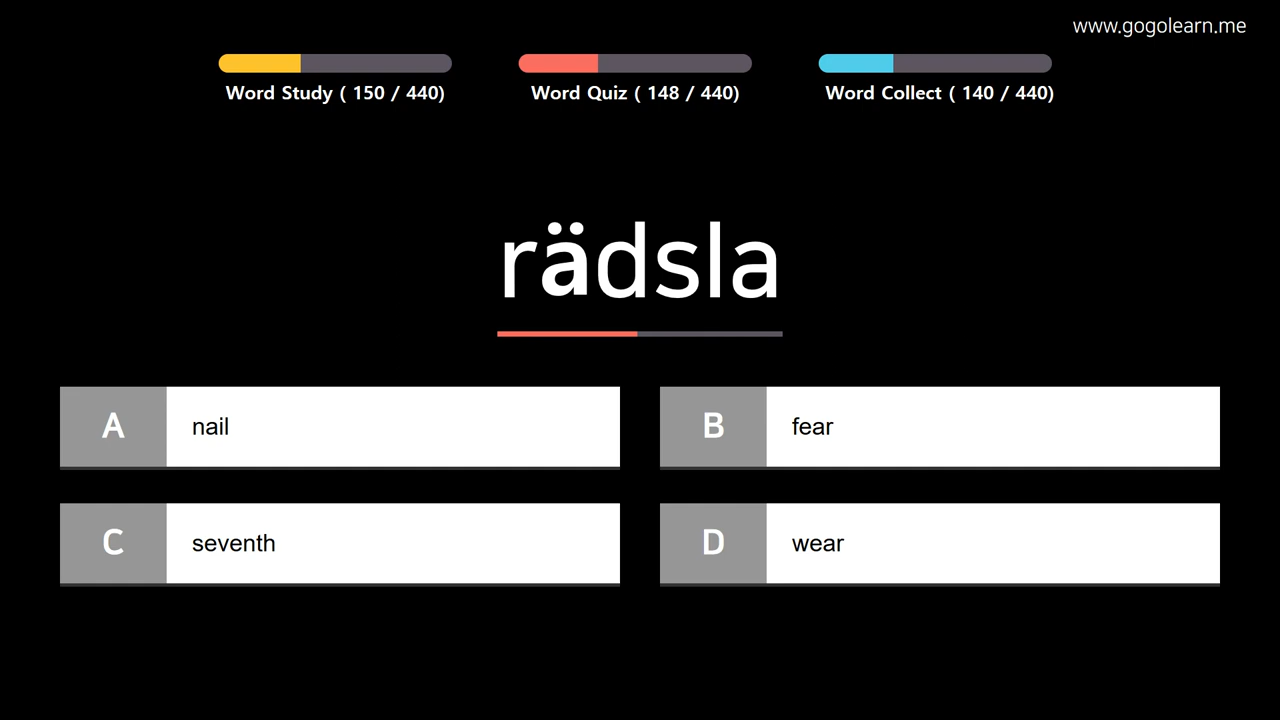 www.gogolearn.me
Word Study ( 150 / 440)
Word Quiz ( 148 / 440)
Word Collect ( 140 / 440)
rädsla
A nail
B fear
C seventh
D wear